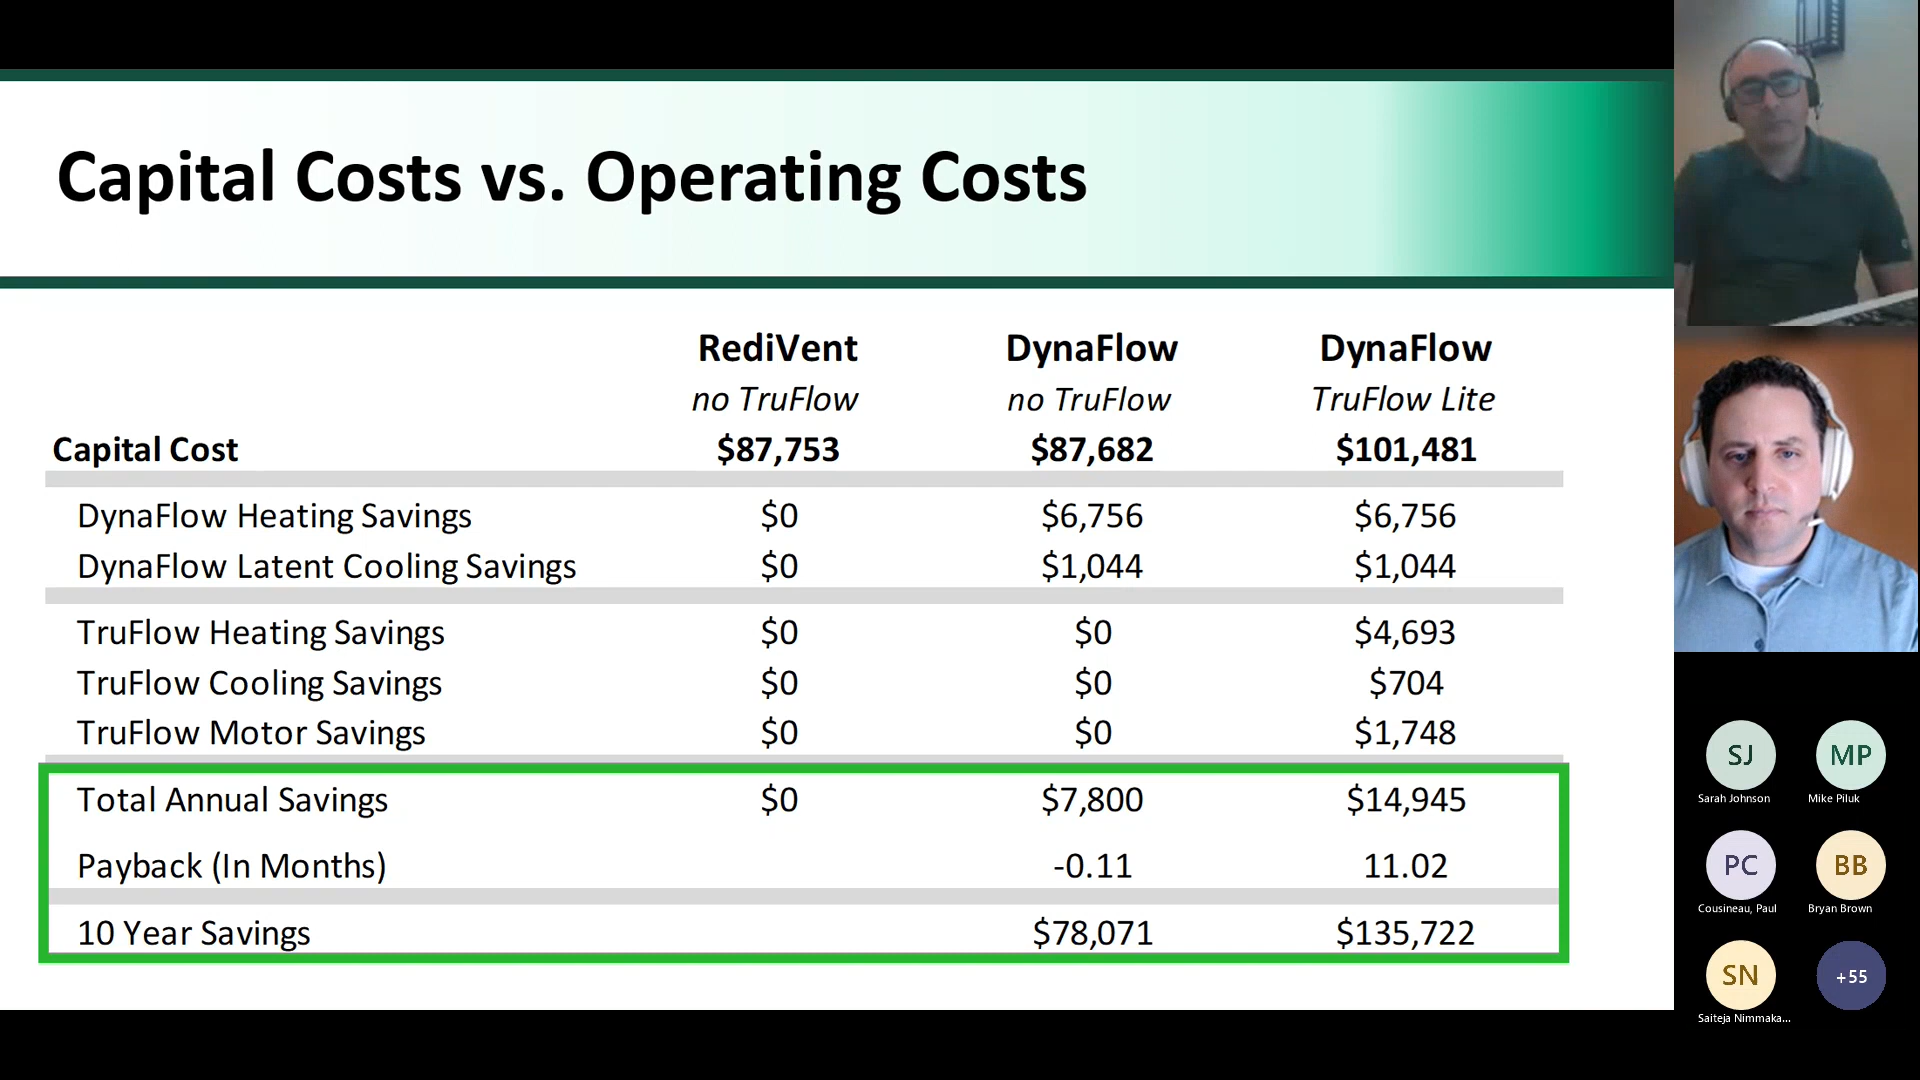 Capital Costs vs. Operating Costs
RediVent DynaFlow DynaFlow
no TruFlow no TruFlow TruFlow Lite
Capital Cost $87,753 $87,682 $101,481
DynaFlow Heating Savings $0 $6,756 $6,756
DynaFlow Latent Cooling Savings $0 $1,044 $1,044
TruFlow Heating Savings $0 $0 $4,693
TruFlow Cooling Savings $0 $0 $704
TruFlow Motor Savings $0 $0 $1,748
Total Annual Savings $0 $7,800 $14,945
Payback (In Months) -0.11 11.02
10 Year Savings $78,071 $135,722
SJ MP
Sarah Johnson Mike Piluk
PC BB
Cousineau, Paul Bryan Brown
SN +55
Saiteja Nimmaka...